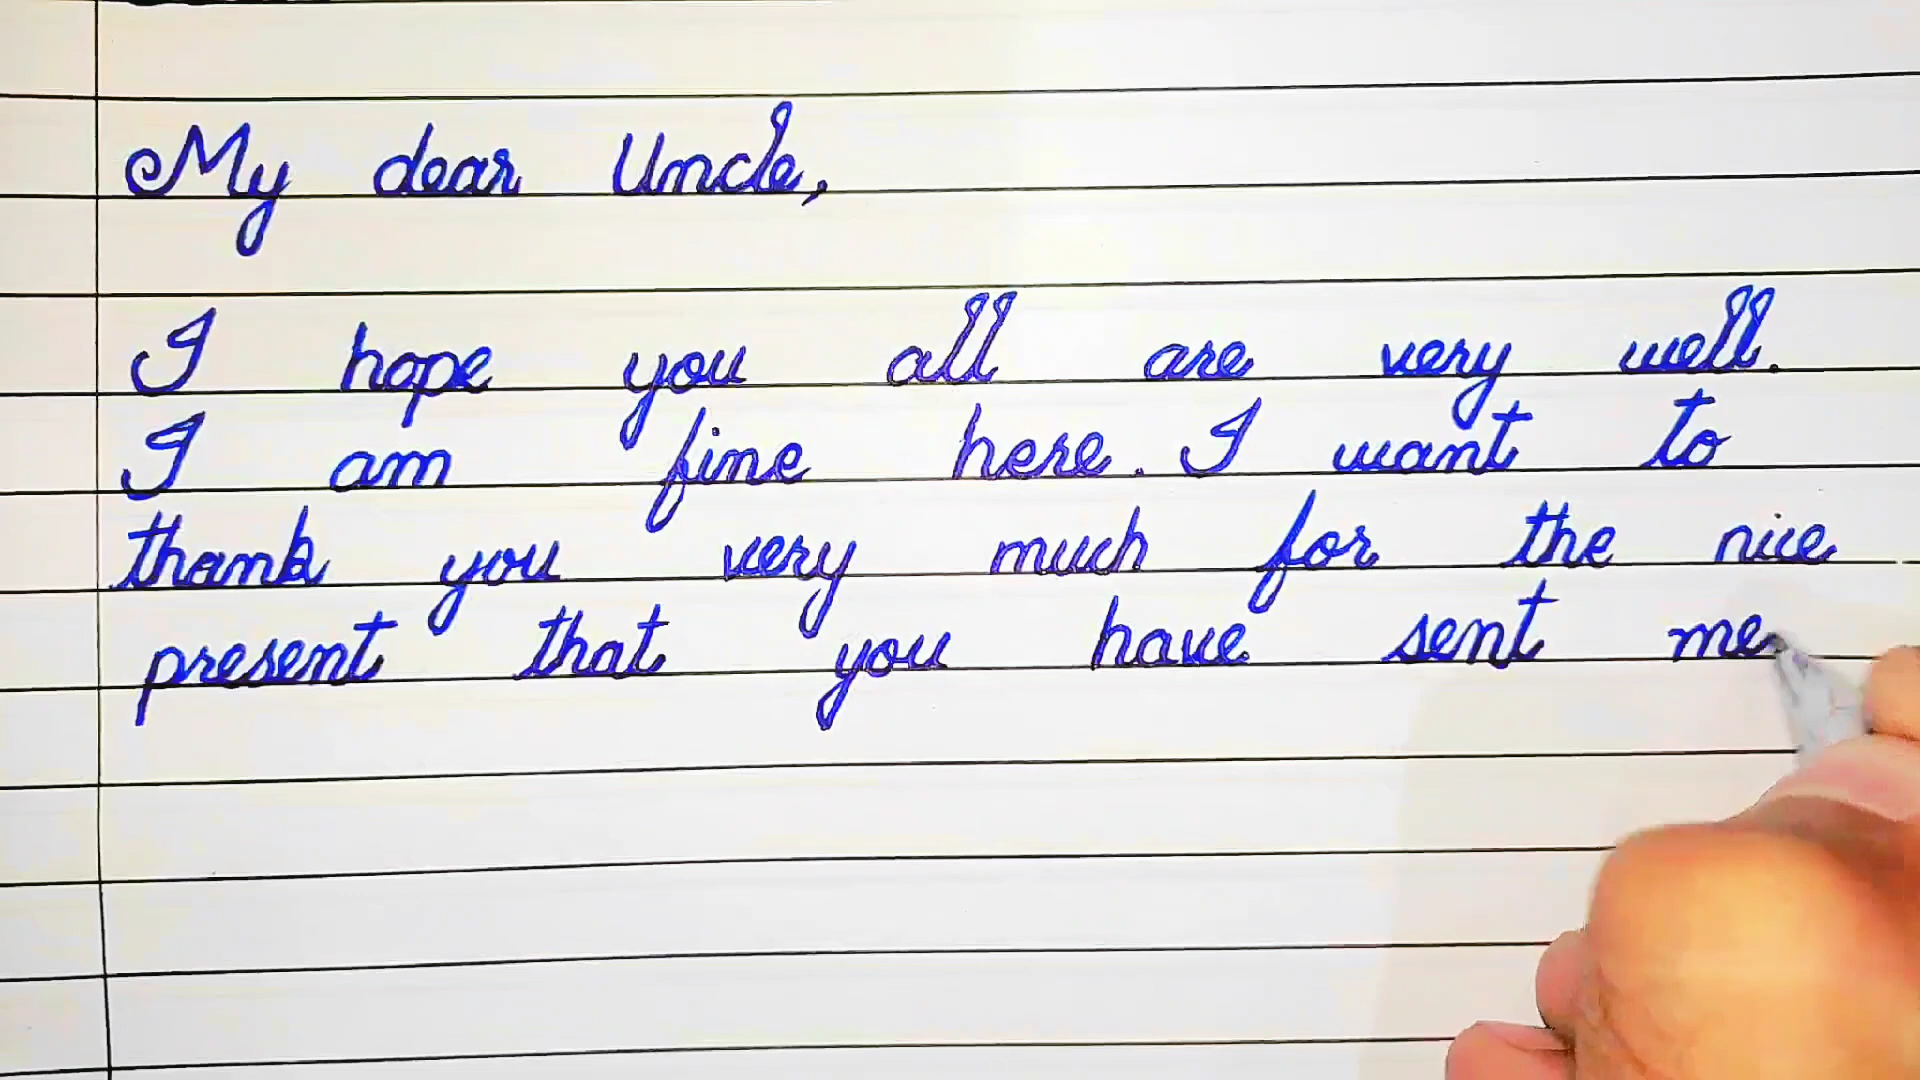 My dear Uncle,
I hope you all are very well.
I am fine here. I want to
thank you very much for the nice
present that you have sent me